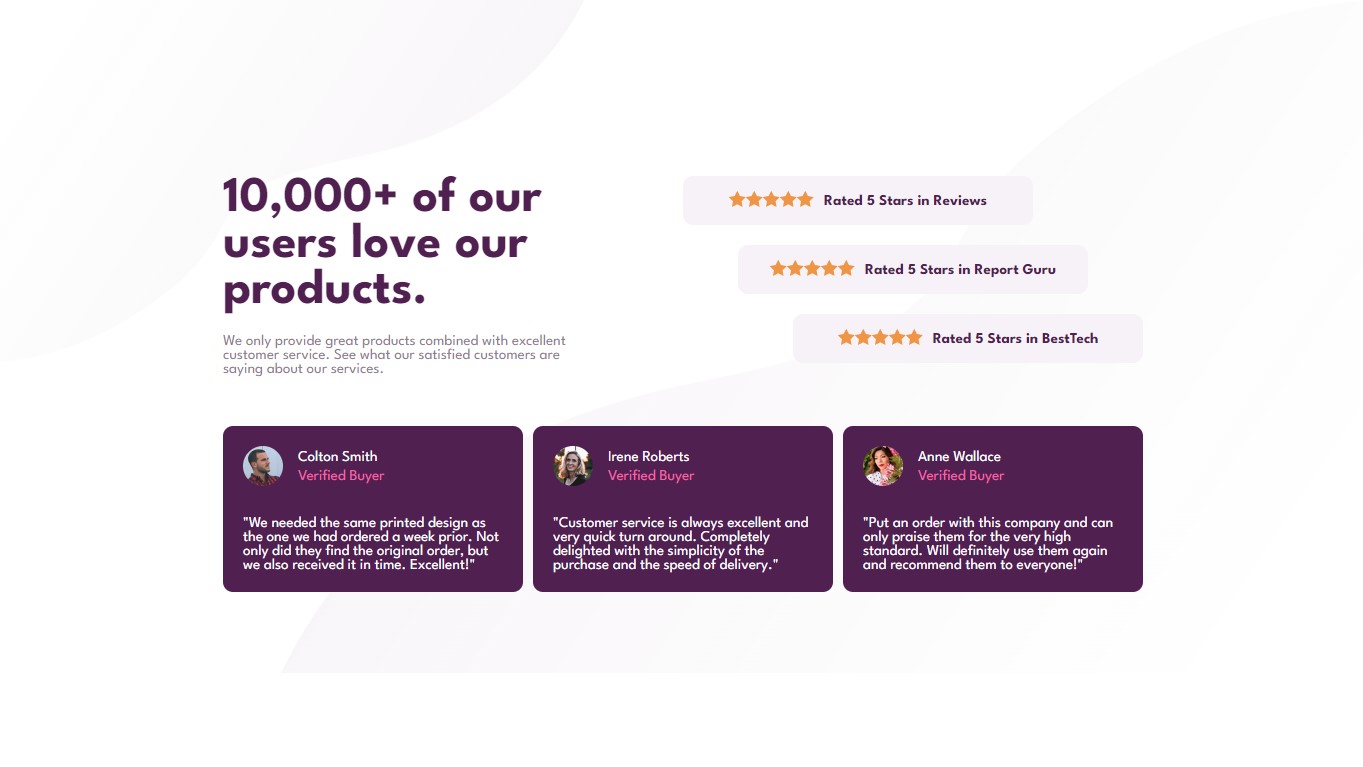 10,000+ of our
users love our
products.
We only provide great products combined with excellent
customer service. See what our satisfied customers are
saying about our services.
Rated 5 Stars in Reviews
Rated 5 Stars in Report Guru
Rated 5 Stars in BestTech
Colton Smith
Verified Buyer
"We needed the same printed design as
the one we had ordered a week prior. Not
only did they find the original order, but
we also received it in time. Excellent!"
Irene Roberts
Verified Buyer
"Customer service is always excellent and
very quick turn around. Completely
delighted with the simplicity of the
purchase and the speed of delivery."
Anne Wallace
Verified Buyer
"Put an order with this company and can
only praise them for the very high
standard. Will definitely use them again
and recommend them to everyone!"